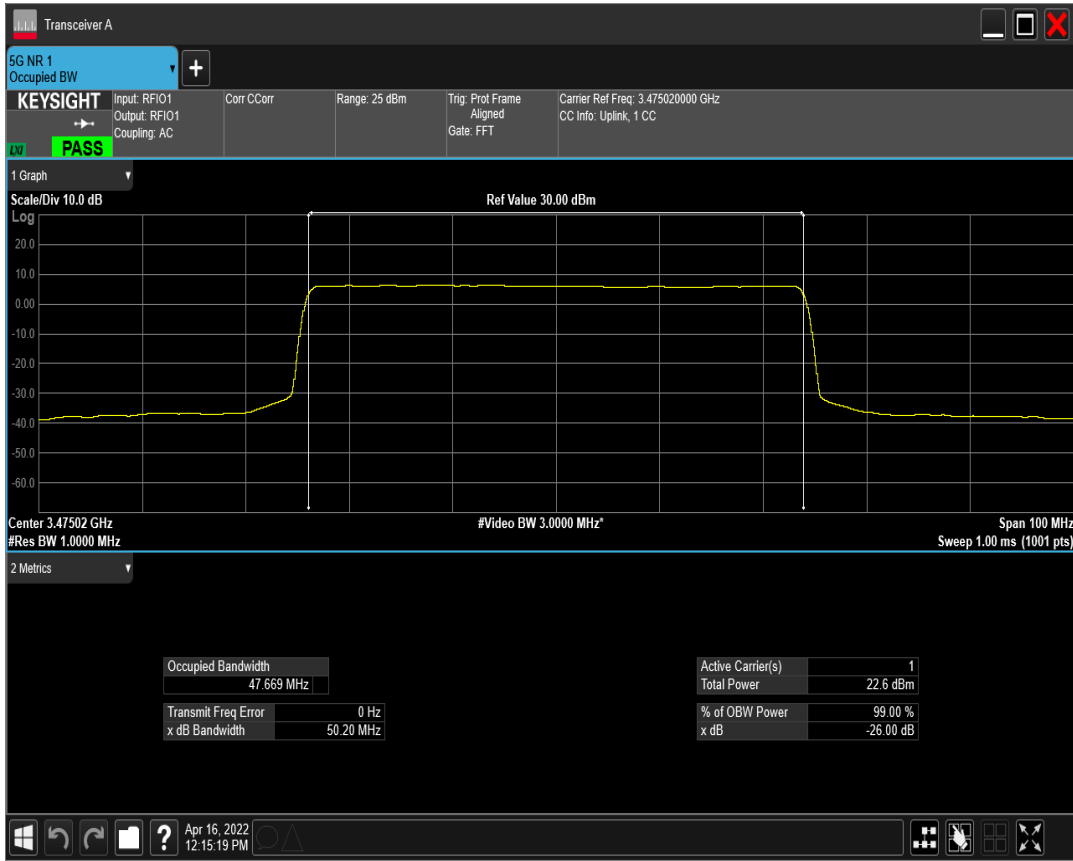 Transceiver A
5G NR 1
Occupied BW
KEYSIGHT
LXI
PASS
Input: RFIO1
Output: RFIO1
Coupling: AC
Corr CCorr
Range: 25 dBm
Trig: Prot Frame
Aligned
Gate: FFT
Carrier Ref Freq: 3.475020000 GHz
CC Info: Uplink, 1 CC
1 Graph
Scale/Div 10.0 dB
Ref Value 30.00 dBm
Log
20.0
10.0
0.00
-10.0
-20.0
-30.0
-40.0
-50.0
-60.0
Center 3.47502 GHz
#Video BW 3.0000 MHz*
Span 100 MHz
#Res BW 1.0000 MHz
Sweep 1.00 ms (1001 pts)
2 Metrics
Occupied Bandwidth
47.669 MHz
Transmit Freq Error 0 Hz
x dB Bandwidth 50.20 MHz
Active Carrier(s) 1
Total Power 22.6 dBm
% of OBW Power 99.00 %
x dB -26.00 dB
?
Apr 16, 2022
12:15:19 PM